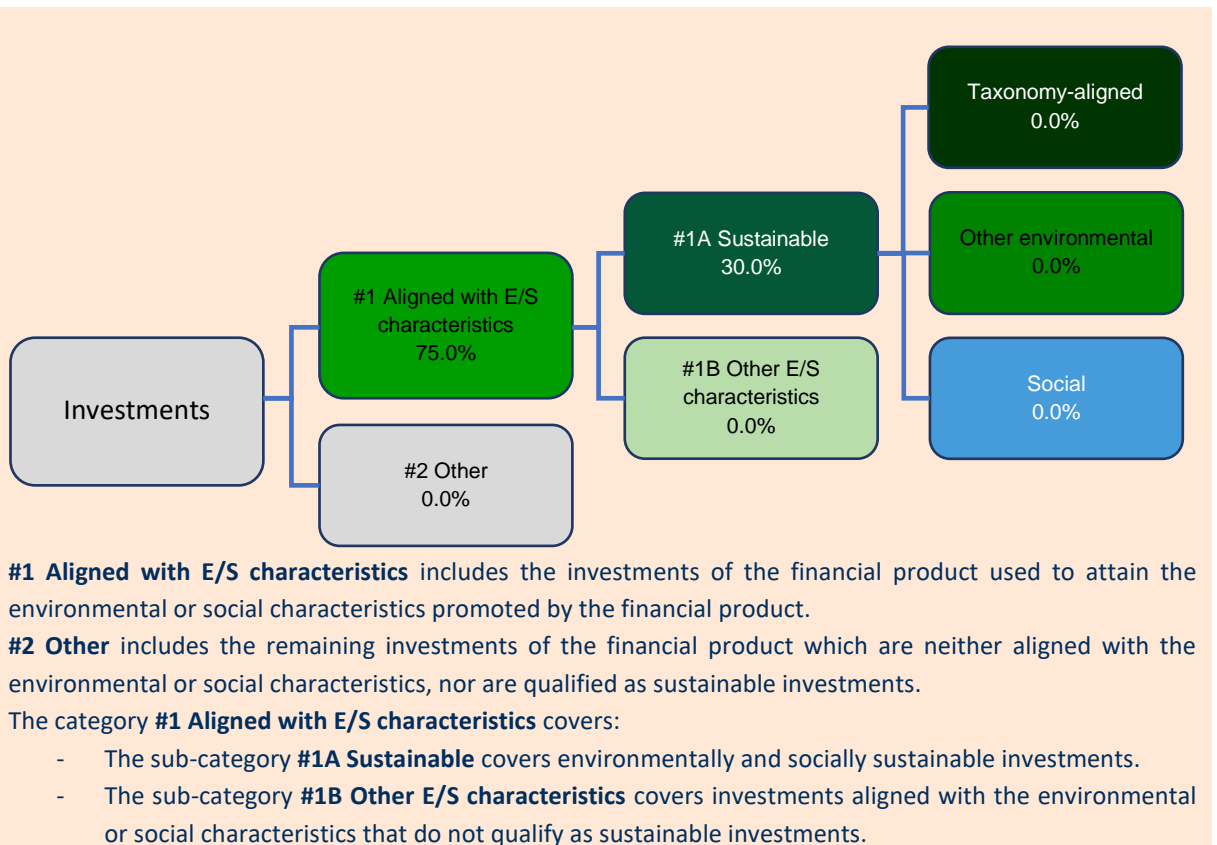 Taxonomy-aligned
0.0%
#1A Sustainable
30.0%
Other environmental
0.0%
#1 Aligned with E/S
characteristics
75.0%
#1B Other E/S
characteristics
0.0%
Social
0.0%
Investments
#2 Other
0.0%
#1 Aligned with E/S characteristics includes the investments of the financial product used to attain the
environmental or social characteristics promoted by the financial product.
#2 Other includes the remaining investments of the financial product which are neither aligned with the
environmental or social characteristics, nor are qualified as sustainable investments.
The category #1 Aligned with E/S characteristics covers:
- The sub-category #1A Sustainable covers environmentally and socially sustainable investments.
- The sub-category #1B Other E/S characteristics covers investments aligned with the environmental
or social characteristics that do not qualify as sustainable investments.